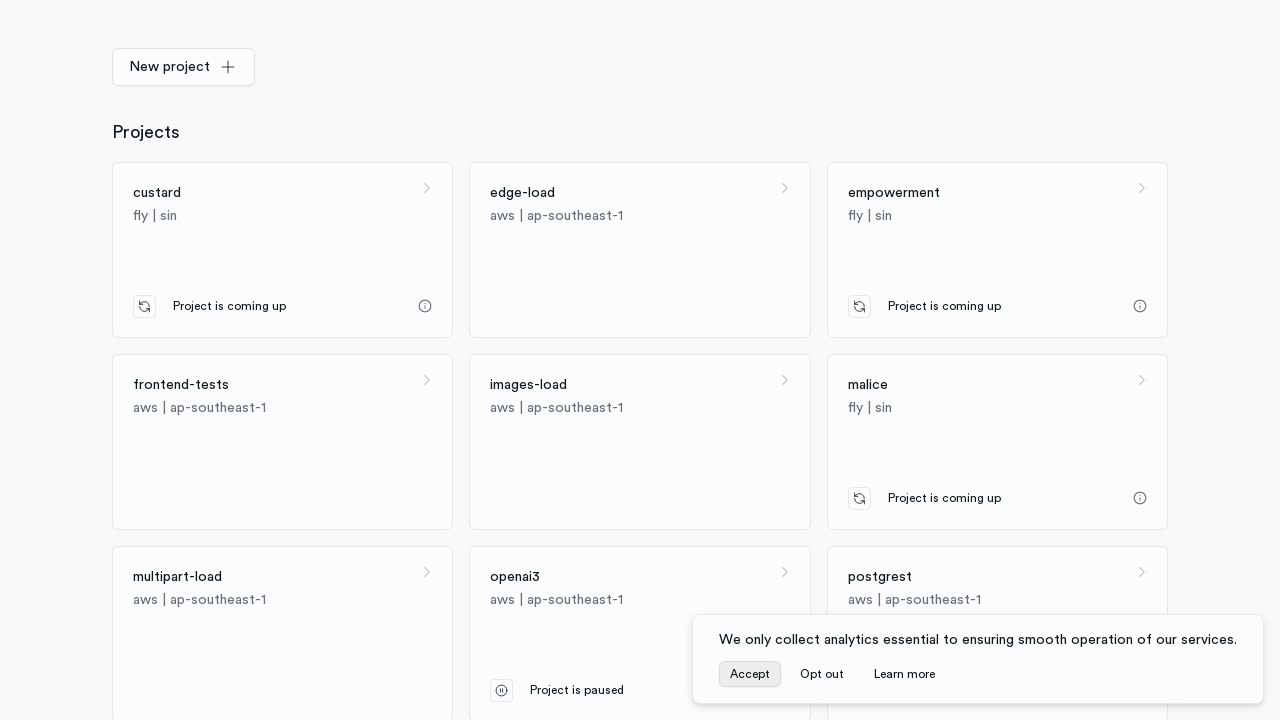 New project
Projects
custard
fly | sin
Project is coming up
edge-load
aws | ap-southeast-1
empowerment
fly | sin
Project is coming up
frontend-tests
aws | ap-southeast-1
images-load
aws | ap-southeast-1
malice
fly | sin
Project is coming up
multipart-load
aws | ap-southeast-1
openai3
aws | ap-southeast-1
Project is paused
postgrest
aws | ap-southeast-1
We only collect analytics essential to ensuring smooth operation of our services.
Accept
Opt out
Learn more